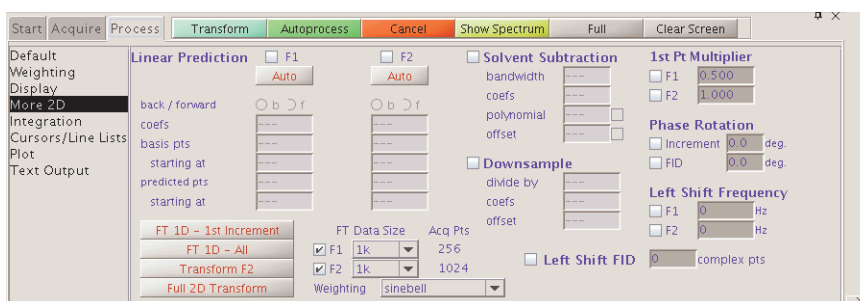 Start Acquire Process Transform Autoprocess Cancel Show Spectrum Full Clear Screen
Default
Weighting
Display
More 2D
Integration
Cursors/Line Lists
Plot
Text Output
Linear Prediction F1 F2
Auto Auto
back / forward b f b f
coefs --- ---
basis pts --- ---
starting at --- ---
predicted pts --- ---
starting at --- ---
FT 1D - 1st Increment FT Data Size Acq Pts
FT 1D - All F1 1k 256
Transform F2 F2 1k 1024
Full 2D Transform Weighting sinebell
Solvent Subtraction
bandwidth ---
coefs ---
polynomial ---
offset ---
Downsample
divide by ---
coefs ---
offset ---
Left Shift FID 0 complex pts
1st Pt Multiplier
F1 0.500
F2 1.000
Phase Rotation
Increment 0.0 deg.
FID 0.0 deg.
Left Shift Frequency
F1 0 Hz
F2 0 Hz